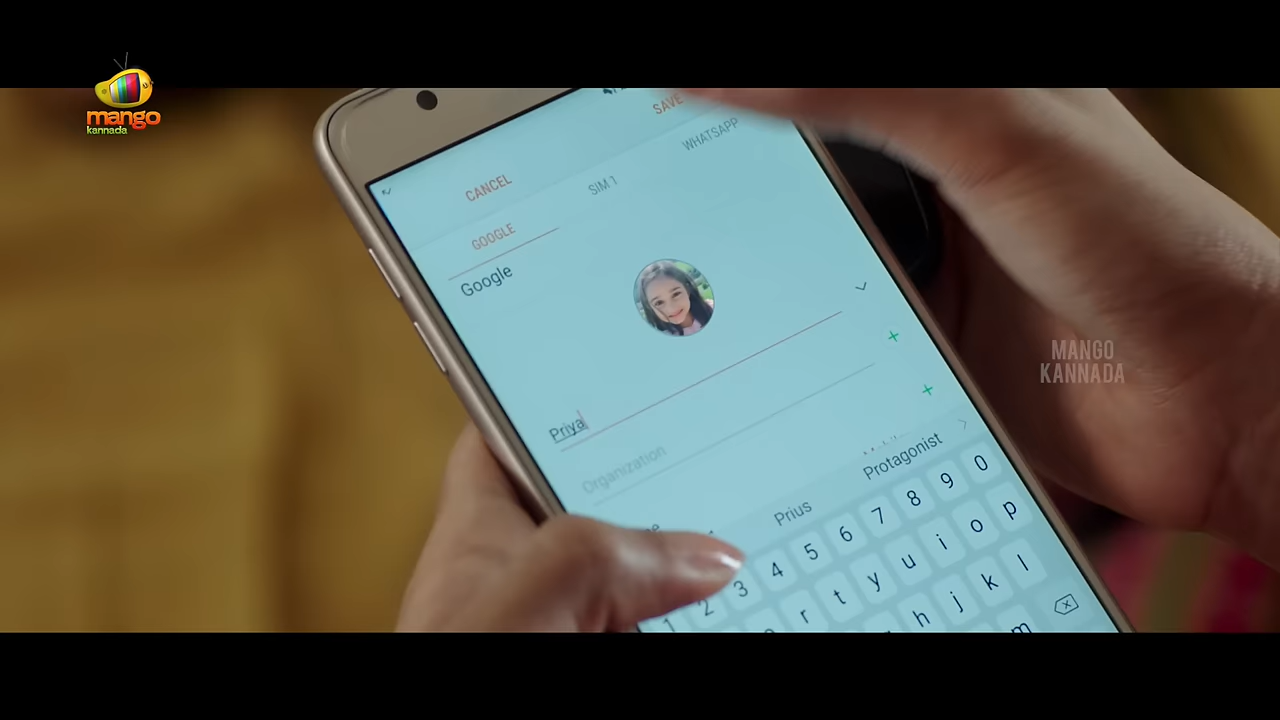 mango
kannada
SAVE
WHATSAPP
CANCEL
SIM 1
GOOGLE
Google
MANGO
KANNADA
Priya
Organization
Protagonist
Prius
1 2 3 4 5 6 7 8 9 0
r t y u i o p
h j k l
m